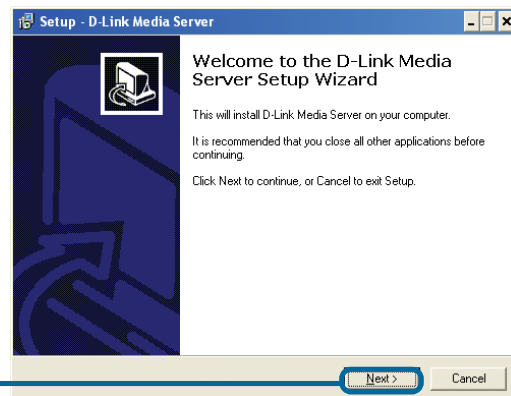 Setup - D-Link Media Server
Welcome to the D-Link Media
Server Setup Wizard
This will install D-Link Media Server on your computer.
It is recommended that you close all other applications before
continuing.
Click Next to continue, or Cancel to exit Setup.
Next >
Cancel